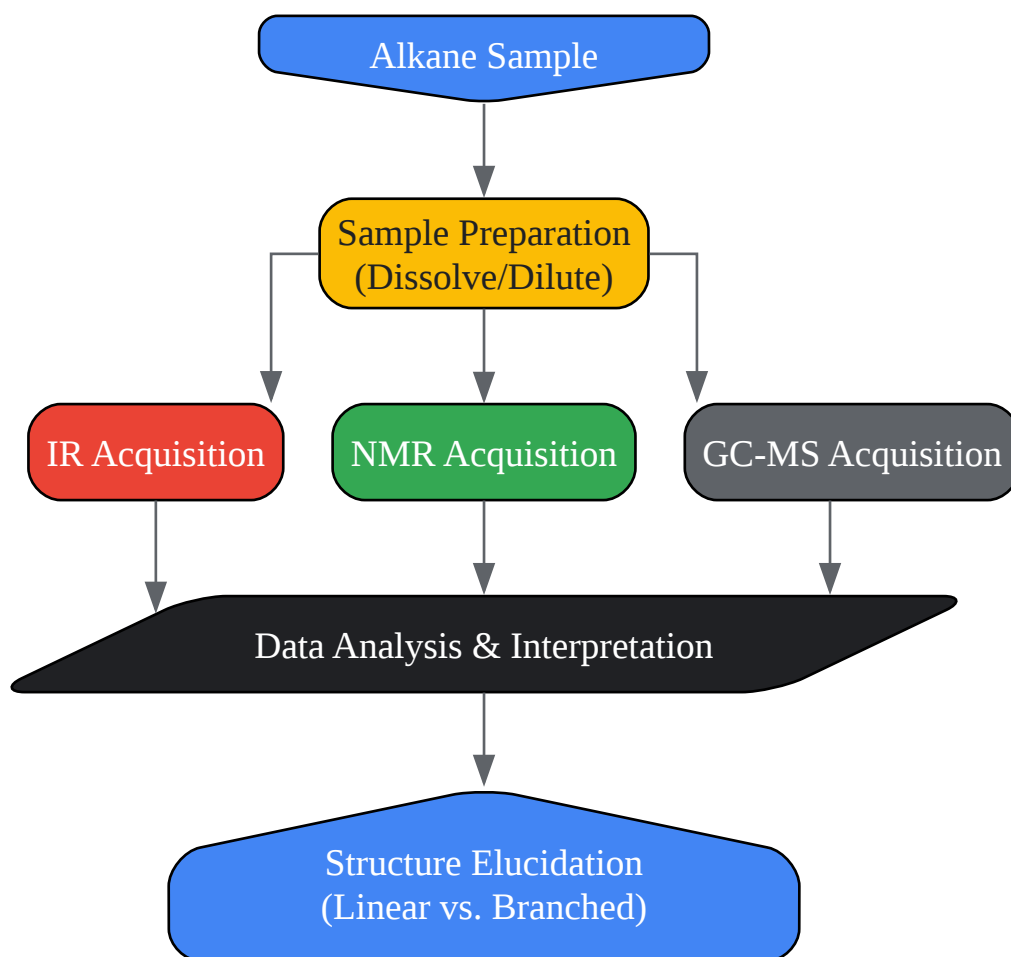 Alkane Sample
Sample Preparation
(Dissolve/Dilute)
IR Acquisition
NMR Acquisition
GC-MS Acquisition
Data Analysis & Interpretation
Structure Elucidation
(Linear vs. Branched)